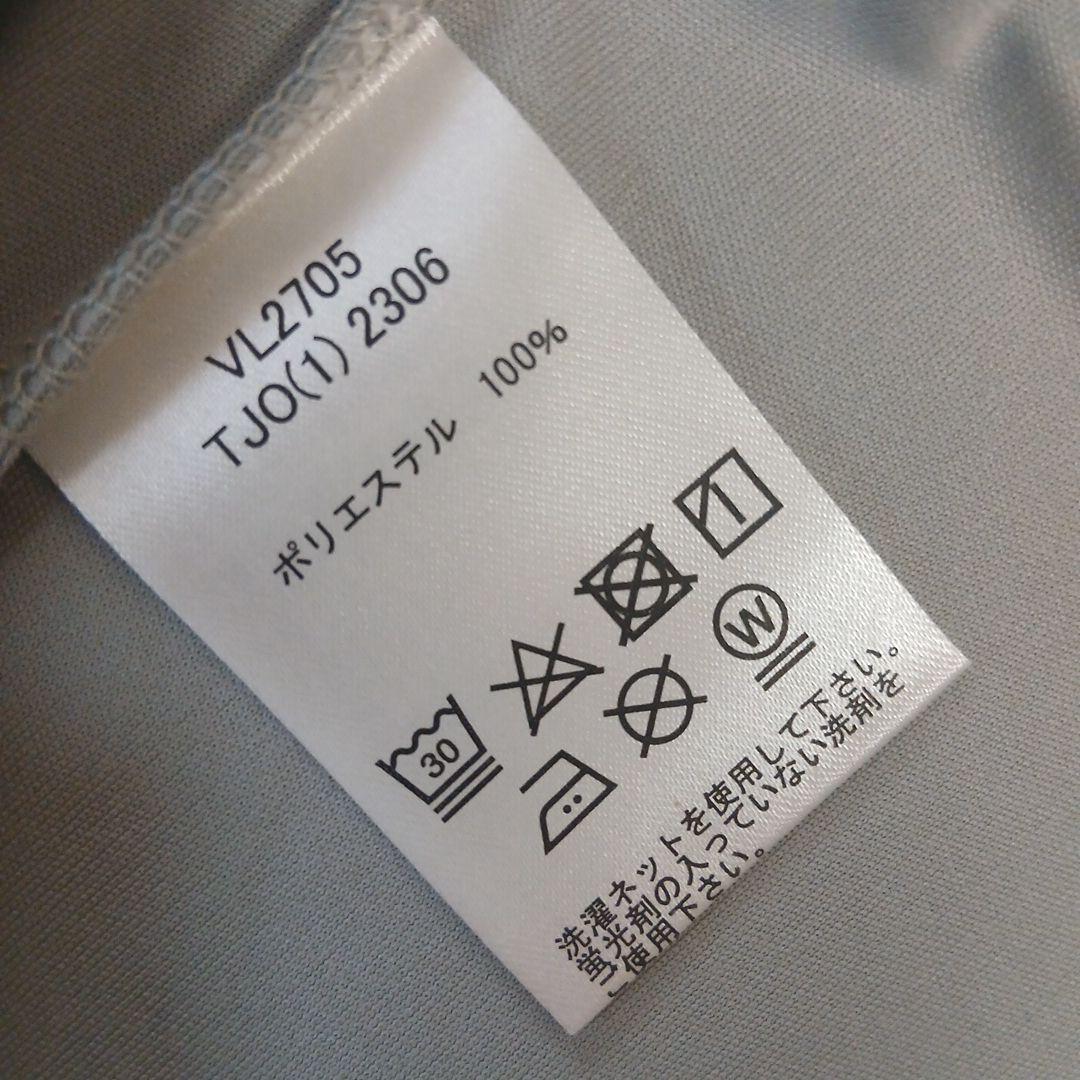 VL2705
TJO(1) 2306
ポリエステル 100%
30
W
洗濯ネットを使用して下さい。
蛍光剤の入っていない洗剤を
ご使用下さい。